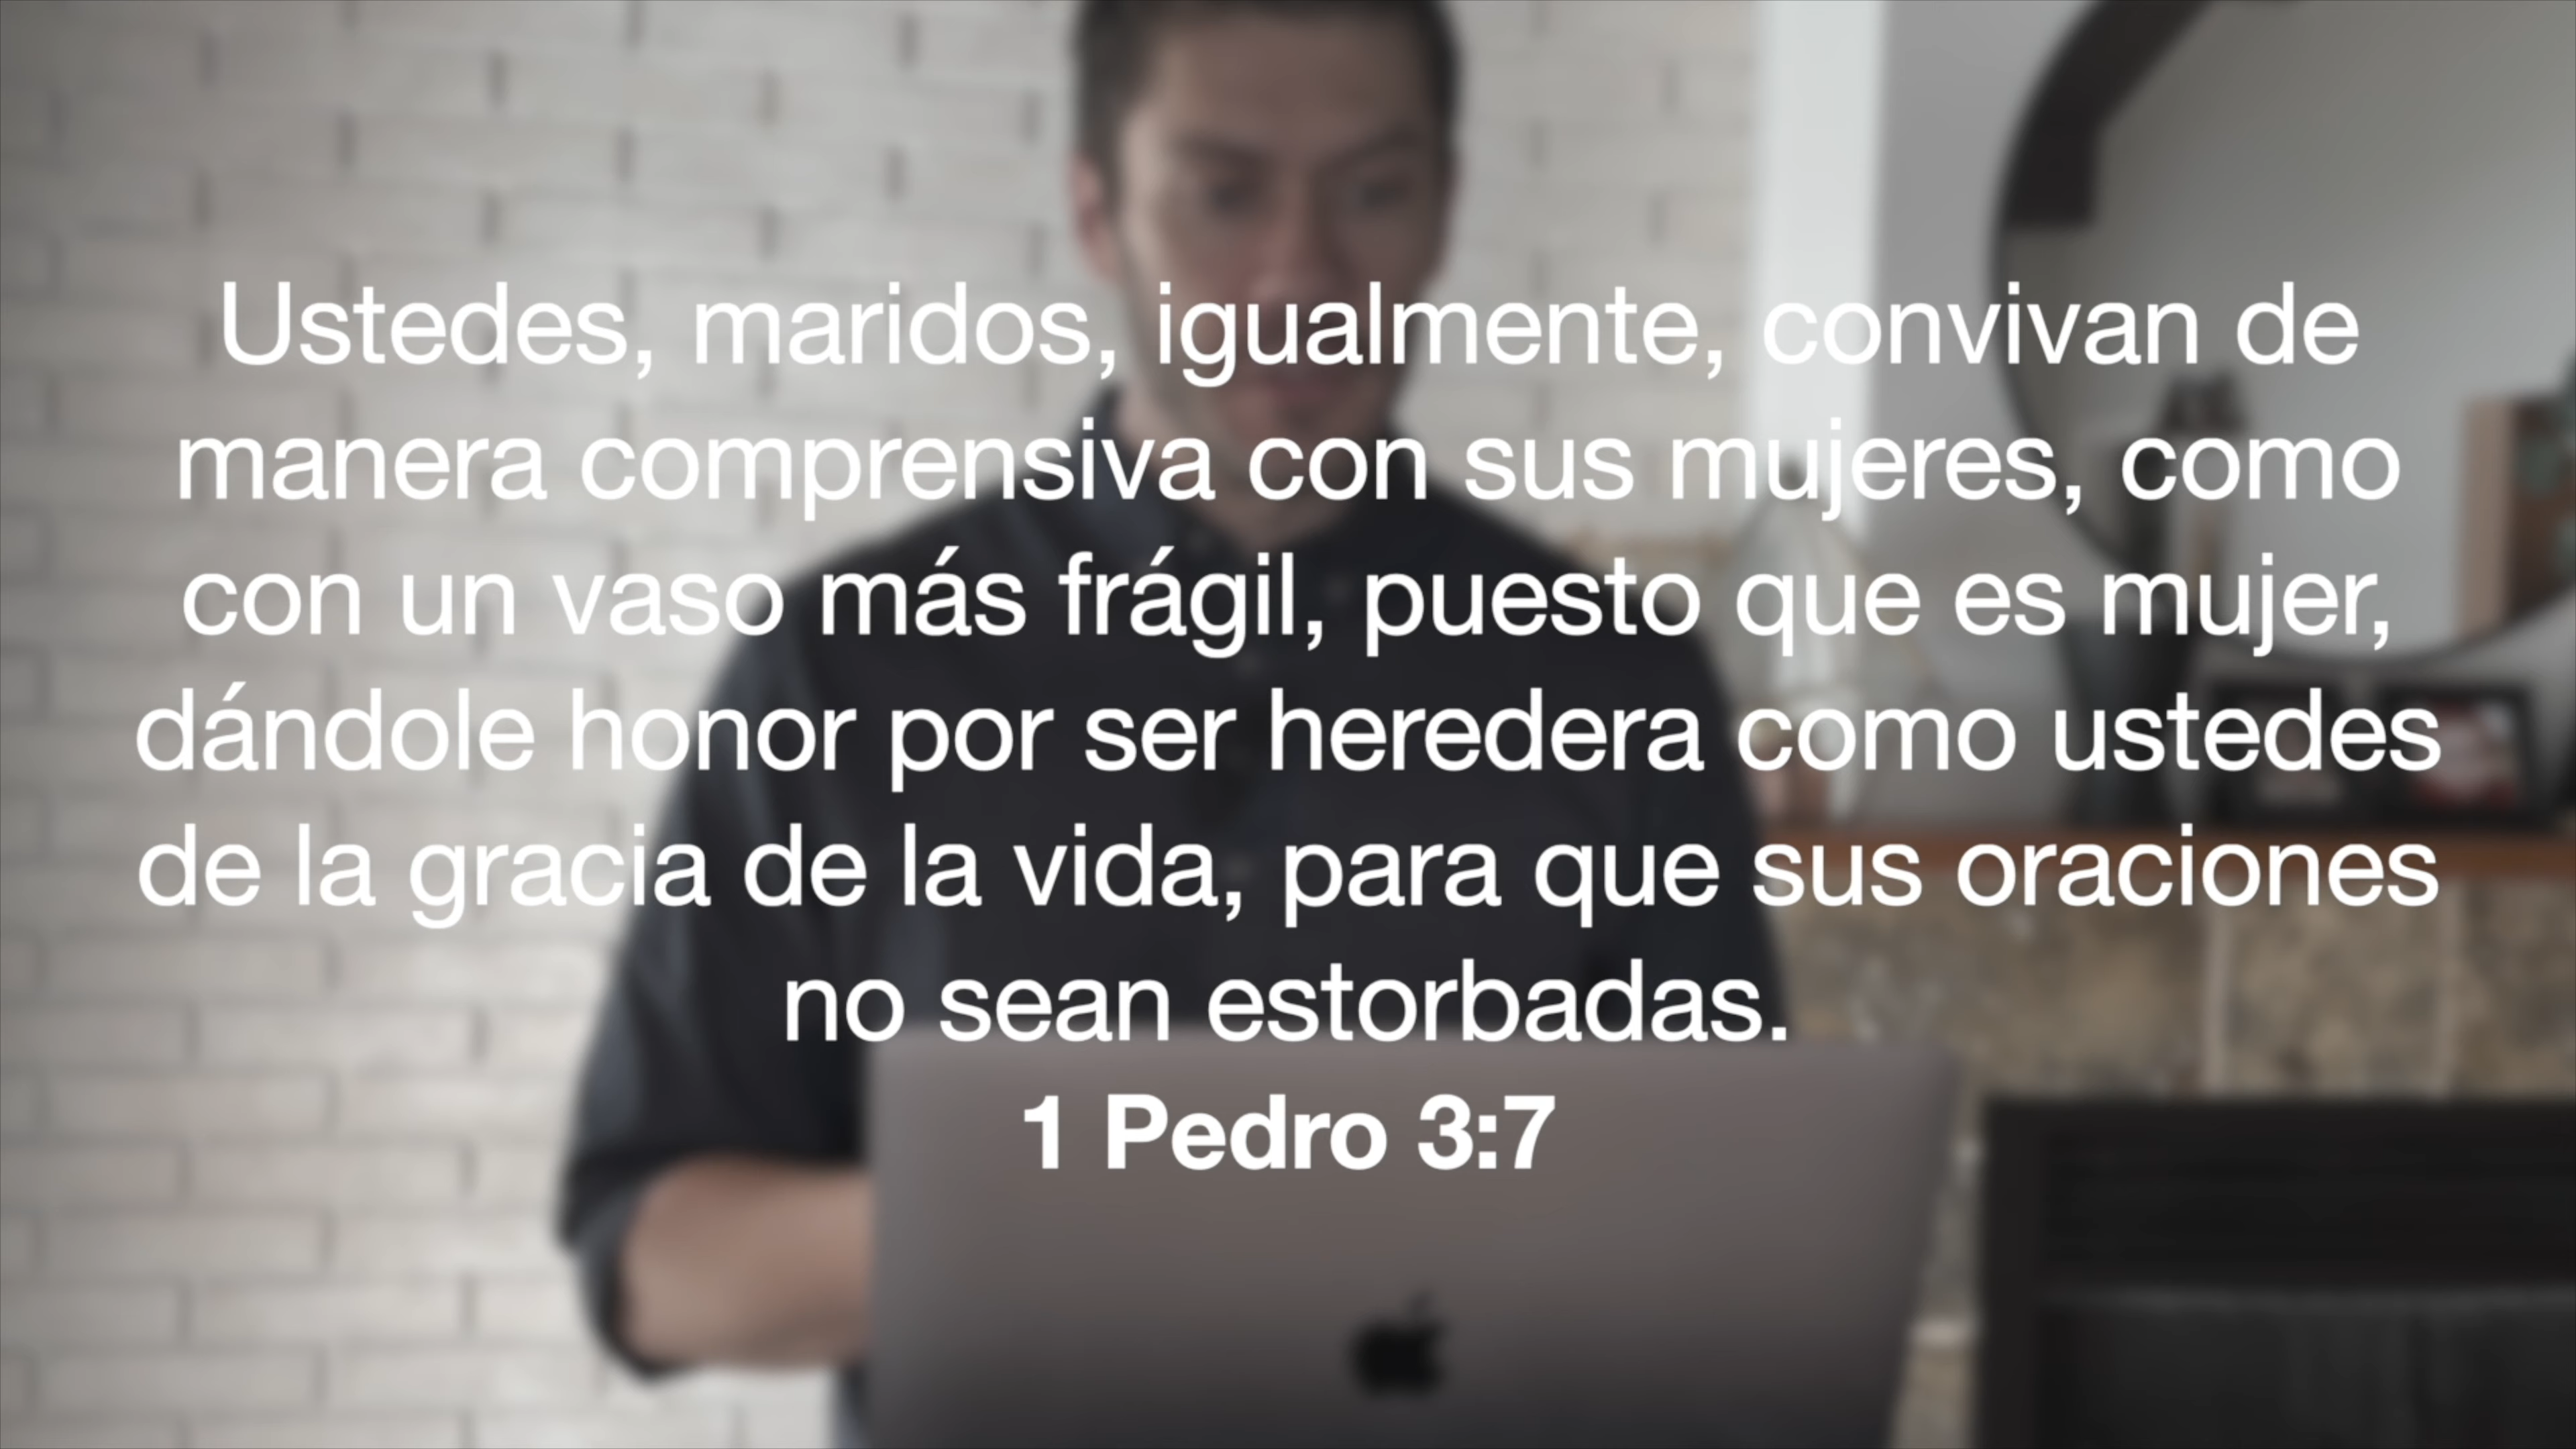 Ustedes, maridos, igualmente, convivan de
manera comprensiva con sus mujeres, como
con un vaso más frágil, puesto que es mujer,
dándole honor por ser heredera como ustedes
de la gracia de la vida, para que sus oraciones
no sean estorbadas.
1 Pedro 3:7